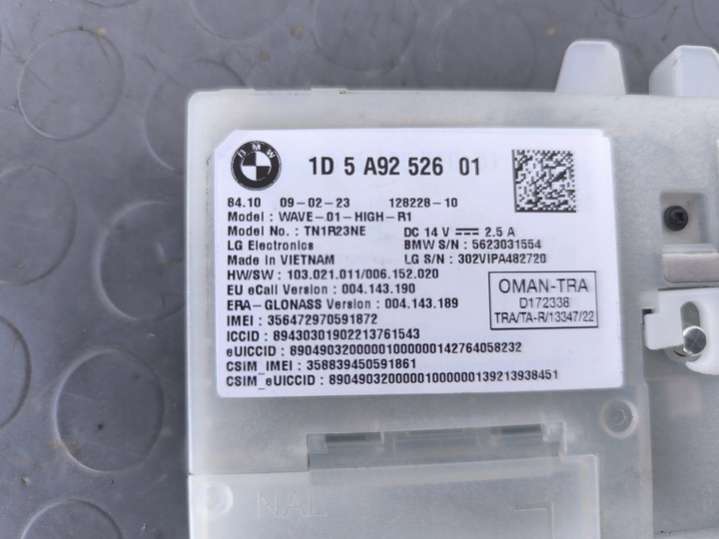 BMW
1D 5 A92 526 01
84.10 09-02-23 128228-10
Model : WAVE-01-HIGH-R1
Model No. : TN1R23NE DC 14 V 2.5 A
LG Electronics BMW S/N : 5623031554
Made in VIETNAM LG S/N : 302VIPA482720
HW/SW : 103.021.011/006.152.020
EU eCall Version : 004.143.190
ERA-GLONASS Version : 004.143.189
IMEI : 356472970591872
ICCID : 89430301902213761543
eUICCID : 89049032000001000000142764058232
CSiM_IMEI : 358839450591861
CSiM_eUICCID : 89049032000001000000139213938451
OMAN-TRA
D172338
TRA/TA-R/13347/22
NAL